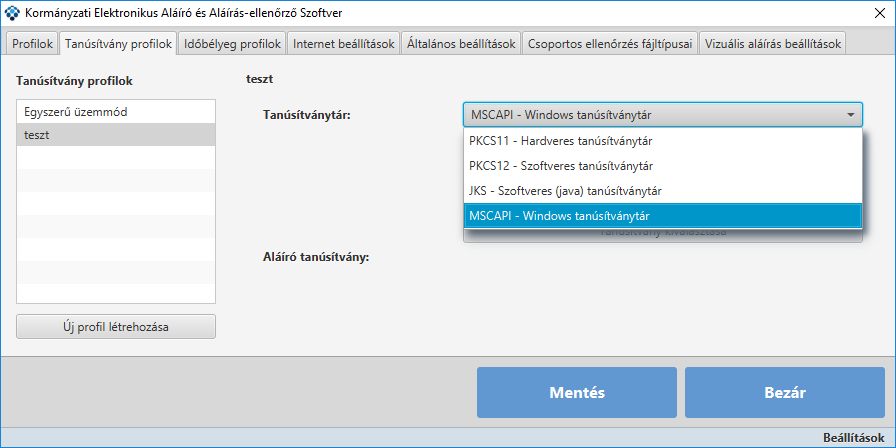 Kormányzati Elektronikus Aláíró és Aláírás-ellenőrző Szoftver
Profilok Tanúsítvány profilok Időbélyeg profilok Internet beállítások Általános beállítások Csoportos ellenőrzés fájltípusai Vizuális aláírás beállítások
Tanúsítvány profilok
Egyszerű üzemmód
teszt
Új profil létrehozása
teszt
Tanúsítványtár:
MSCAPI - Windows tanúsítványtár
PKCS11 - Hardveres tanúsítványtár
PKCS12 - Szoftveres tanúsítványtár
JKS - Szoftveres (java) tanúsítványtár
MSCAPI - Windows tanúsítványtár
Tanúsítvány kiválasztása
Aláíró tanúsítvány:
Mentés
Bezár
Beállítások